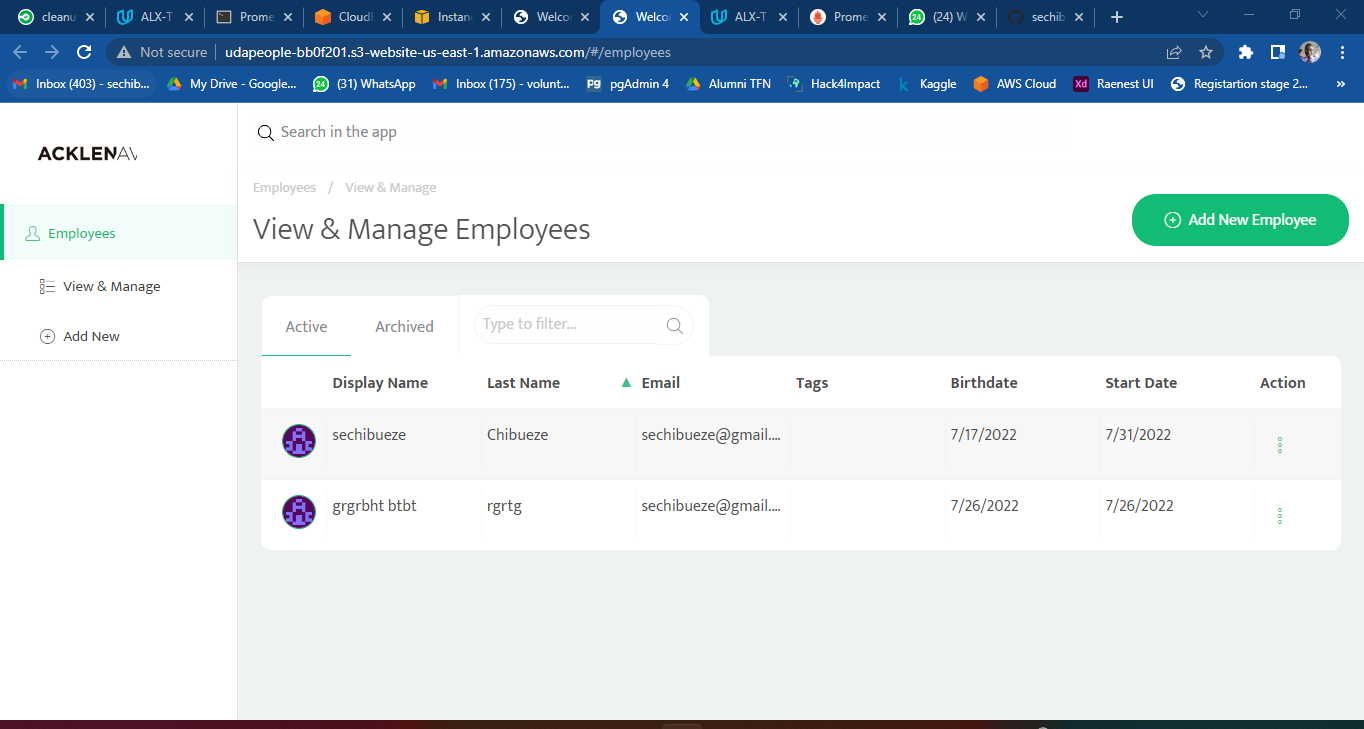 cleanu
ALX-T
Prome
CloudF
Instanc
Welco
Welco
ALX-T
Prome
(24) W
sechib
Not secure
udapeople-bb0f201.s3-website-us-east-1.amazonaws.com/#/employees
Inbox (403) - sechib...
My Drive - Google...
24
(31) WhatsApp
Inbox (175) - volunt...
pg
pgAdmin 4
Alumni TFN
Hack4Impact
k
Kaggle
AWS Cloud
Xd
Raenest UI
Registartion stage 2...
»
ACKLENAV
Search in the app
Employees / View & Manage
View & Manage Employees
Add New Employee
Employees
View & Manage
Add New
Active
Archived
Type to filter...
Display Name Last Name Email Tags Birthdate Start Date Action
sechibueze Chibueze sechibueze@gmail.... 7/17/2022 7/31/2022
grgrbht btbt rgrtg sechibueze@gmail.... 7/26/2022 7/26/2022